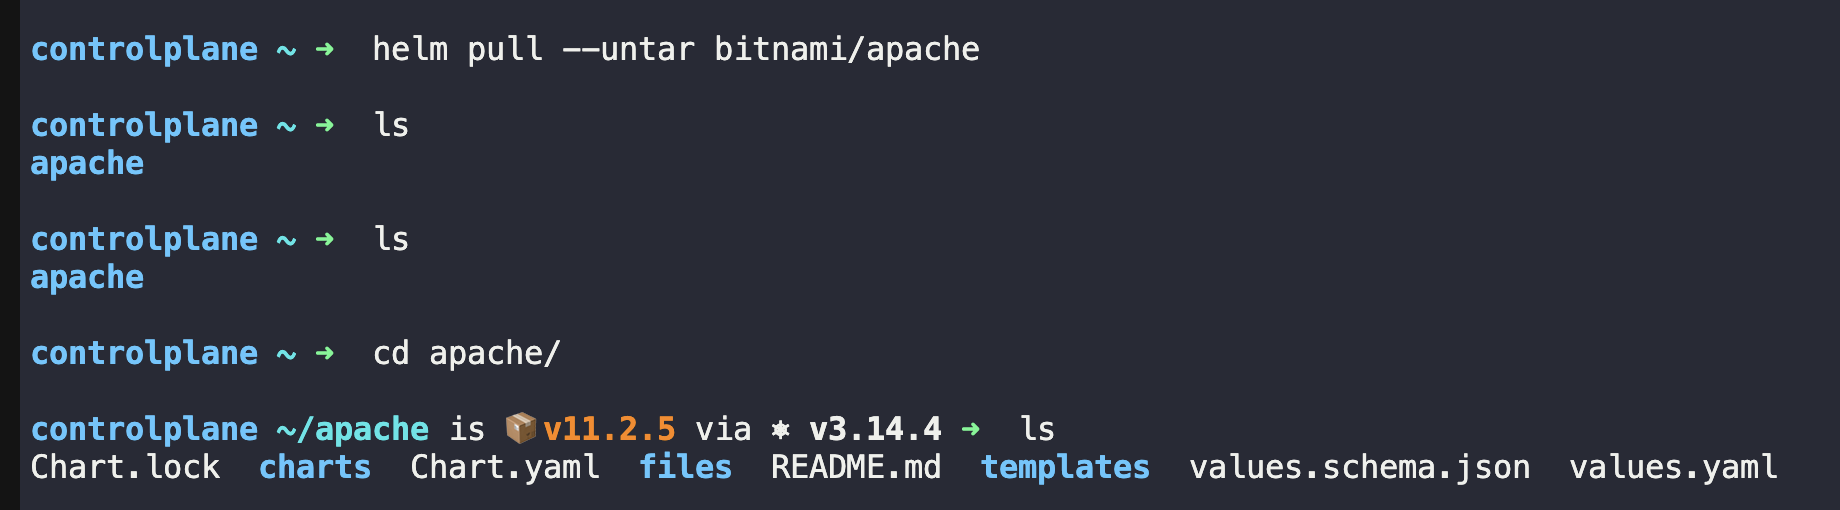 controlplane ~ ➜  helm pull --untar bitnami/apache
controlplane ~ ➜  ls
apache
controlplane ~ ➜  ls
apache
controlplane ~ ➜  cd apache/
controlplane ~/apache is 📦v11.2.5 via ⎈ v3.14.4 ➜  ls
Chart.lock  charts  Chart.yaml  files  README.md  templates  values.schema.json  values.yaml